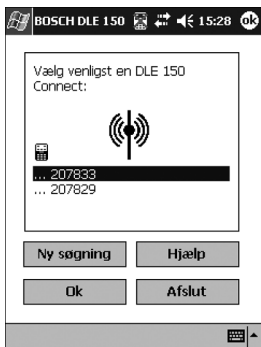 BOSCH DLE 150 15:28 ok
Vælg venligst en DLE 150
Connect:
... 207833
... 207829
Ny søgning Hjælp
Ok Afslut